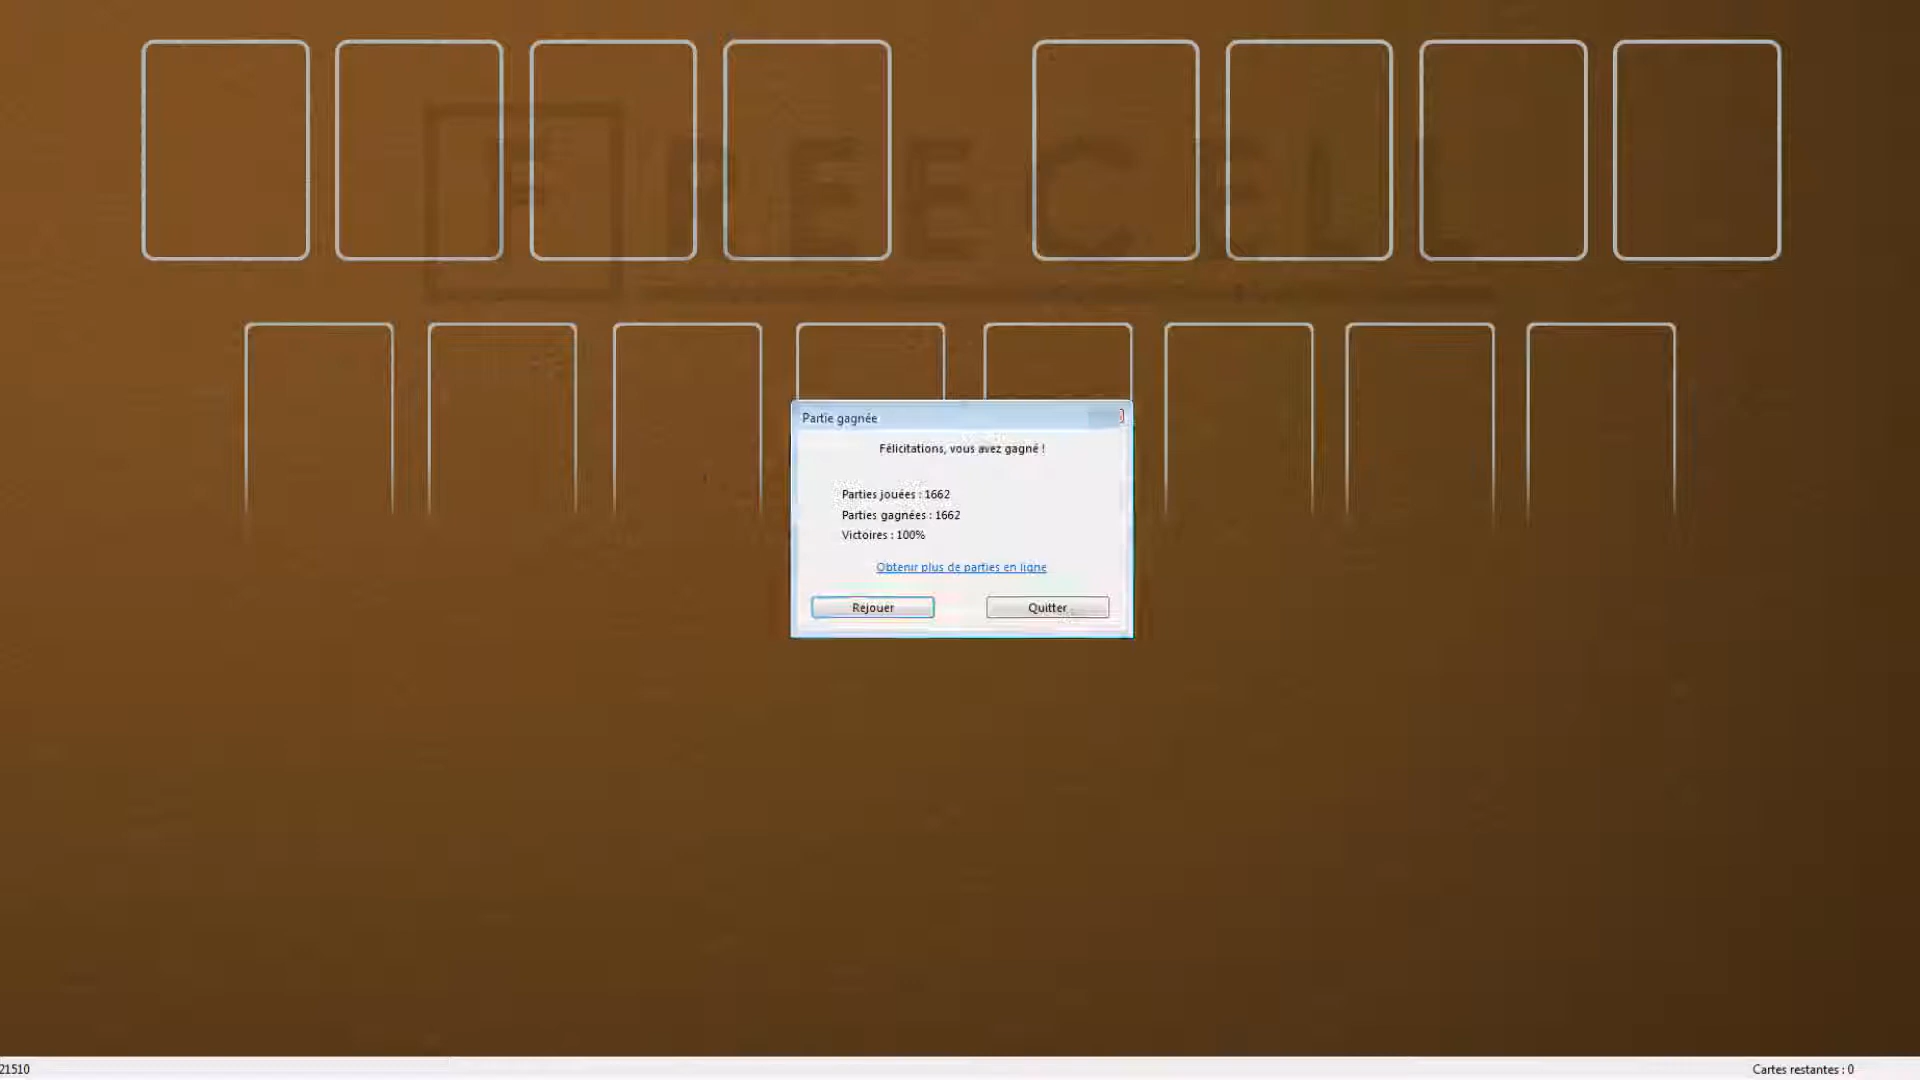 FREECELL
Partie gagnée
Félicitations, vous avez gagné !
Parties jouées : 1662
Parties gagnées : 1662
Victoires : 100%
Obtenir plus de parties en ligne
Rejouer
Quitter
21510
Cartes restantes : 0